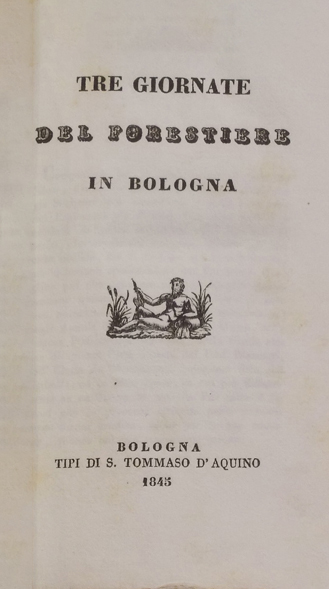 TRE GIORNATE
DEL FORESTIERE
IN BOLOGNA
BOLOGNA
TIPI DI S. TOMMASO D'AQUINO
1845